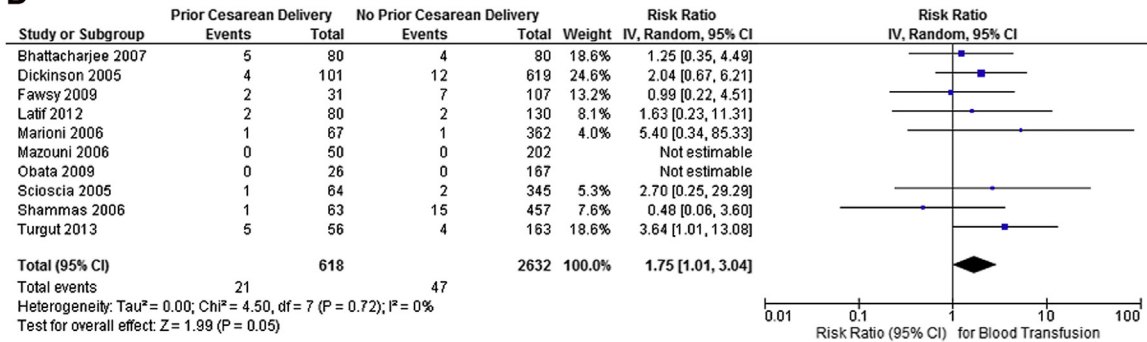 Prior Cesarean Delivery No Prior Cesarean Delivery Risk Ratio Risk Ratio
Study or Subgroup Events Total Events Total Weight IV, Random, 95% CI IV, Random, 95% CI
Bhattacharjee 2007 5 80 4 80 18.6% 1.25 [0.35, 4.49]
Dickinson 2005 4 101 12 619 24.6% 2.04 [0.67, 6.21]
Fawsy 2009 2 31 7 107 13.2% 0.99 [0.22, 4.51]
Latif 2012 2 80 2 130 8.1% 1.63 [0.23, 11.31]
Marioni 2006 1 67 1 362 4.0% 5.40 [0.34, 85.33]
Mazouni 2006 0 50 0 202 Not estimable
Obata 2009 0 26 0 167 Not estimable
Scioscia 2005 1 64 2 345 5.3% 2.70 [0.25, 29.29]
Shammas 2006 1 63 15 457 7.6% 0.48 [0.06, 3.60]
Turgut 2013 5 56 4 163 18.6% 3.64 [1.01, 13.08]
Total (95% CI) 618 2632 100.0% 1.75 [1.01, 3.04]
Total events 21 47
Heterogeneity: Tau² = 0.00; Chi² = 4.50, df = 7 (P = 0.72); I² = 0%
Test for overall effect: Z = 1.99 (P = 0.05)
0.01 0.1 1 10 100
Risk Ratio (95% CI) for Blood Transfusion